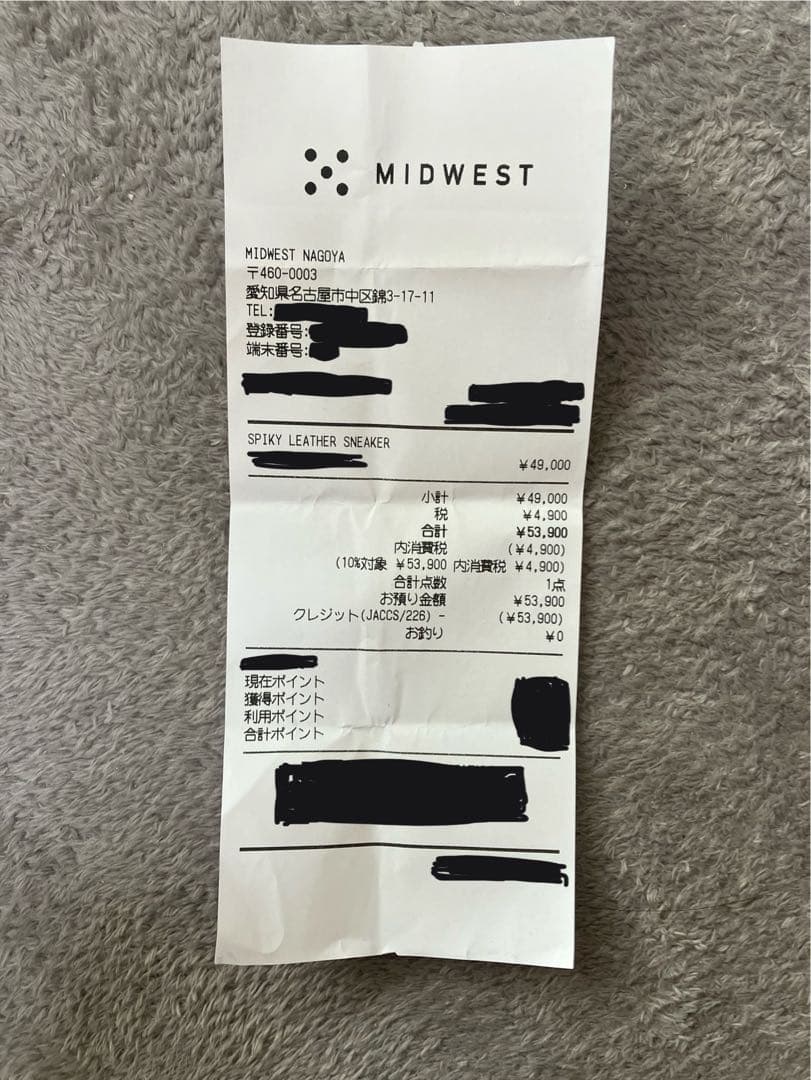 MIDWEST
MIDWEST NAGOYA
〒460-0003
愛知県名古屋市中区錦3-17-11
TEL:
登録番号:
端末番号:
SPIKY LEATHER SNEAKER
¥49,000
小計 ¥49,000
税 ¥4,900
合計 ¥53,900
内消費税 (¥4,900)
(10%対象 ¥53,900 内消費税 ¥4,900)
合計点数 1点
お預り金額 ¥53,900
クレジット(JACCS/226) - (¥53,900)
お釣り ¥0
現在ポイント
獲得ポイント
利用ポイント
合計ポイント